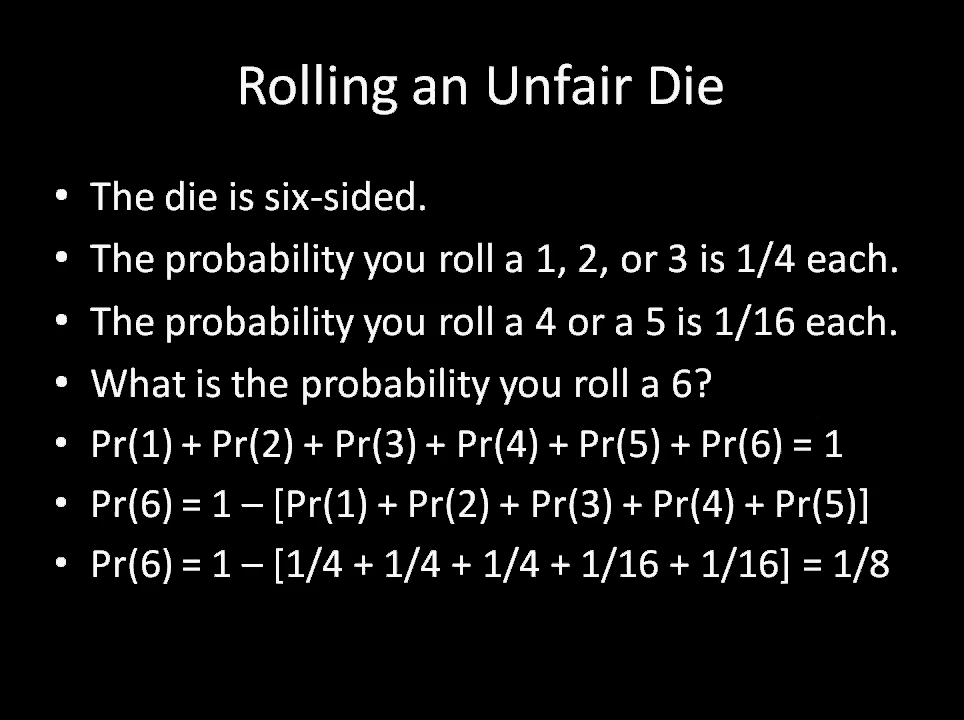 Rolling an Unfair Die
• The die is six-sided.
• The probability you roll a 1, 2, or 3 is 1/4 each.
• The probability you roll a 4 or a 5 is 1/16 each.
• What is the probability you roll a 6?
• Pr(1) + Pr(2) + Pr(3) + Pr(4) + Pr(5) + Pr(6) = 1
• Pr(6) = 1 – [Pr(1) + Pr(2) + Pr(3) + Pr(4) + Pr(5)]
• Pr(6) = 1 – [1/4 + 1/4 + 1/4 + 1/16 + 1/16] = 1/8